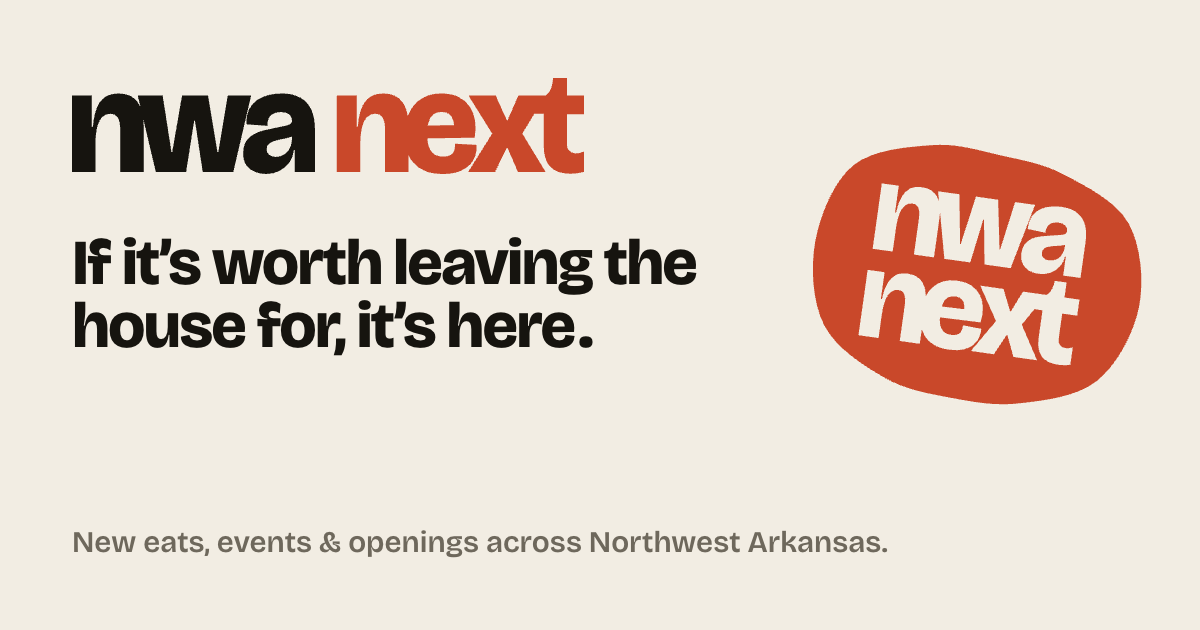 nwa next
If it’s worth leaving the
house for, it’s here.
nwa
next
New eats, events & openings across Northwest Arkansas.